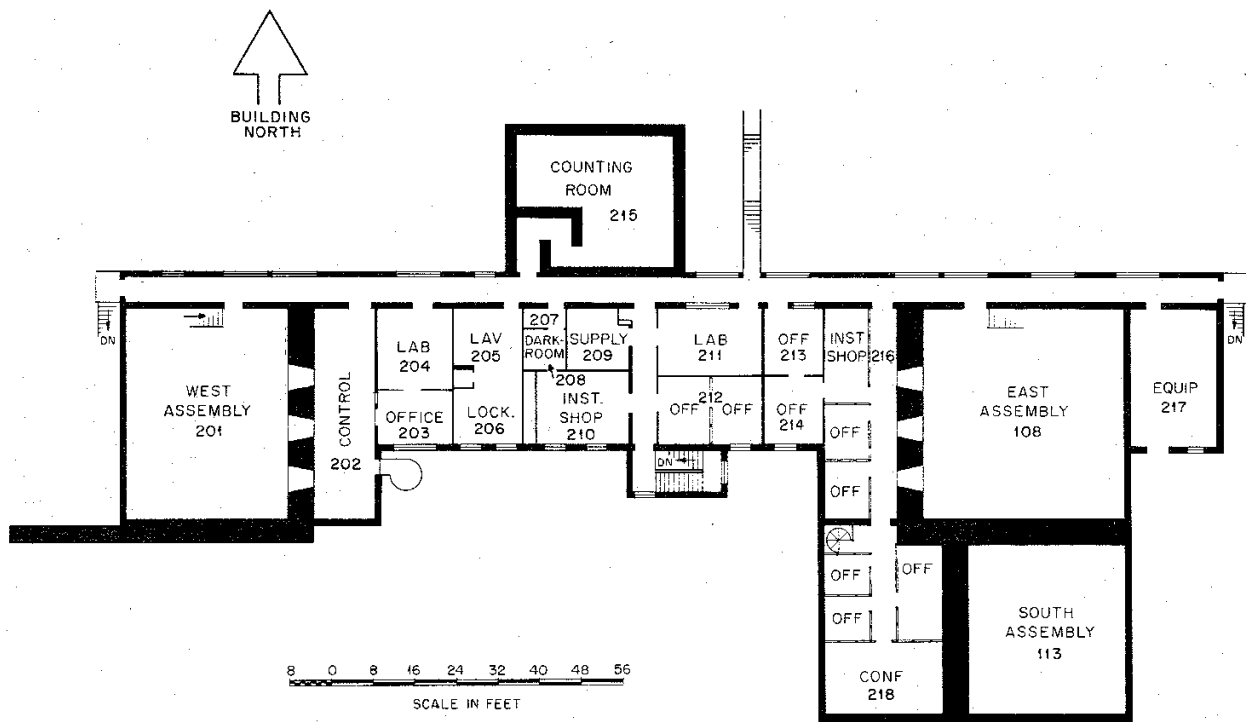 BUILDING
NORTH
COUNTING
ROOM
215
DN
WEST
ASSEMBLY
201
CONTROL
202
LAB
204
OFFICE
203
LAV
205
LOCK.
206
207
DARK-
ROOM
208
SUPPLY
209
INST.
SHOP
210
LAB
211
212
OFF
OFF
DN
OFF
213
OFF
214
INST
SHOP
216
OFF
OFF
OFF
OFF
OFF
CONF
218
EAST
ASSEMBLY
108
EQUIP
217
DN
SOUTH
ASSEMBLY
113
8 0 8 16 24 32 40 48 56
SCALE IN FEET